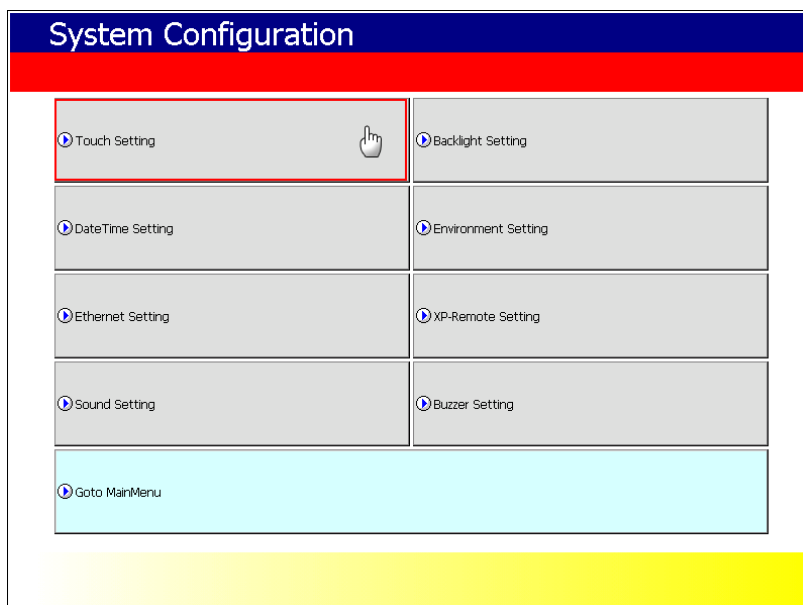 System Configuration
Touch Setting
Backlight Setting
DateTime Setting
Environment Setting
Ethernet Setting
XP-Remote Setting
Sound Setting
Buzzer Setting
Goto MainMenu